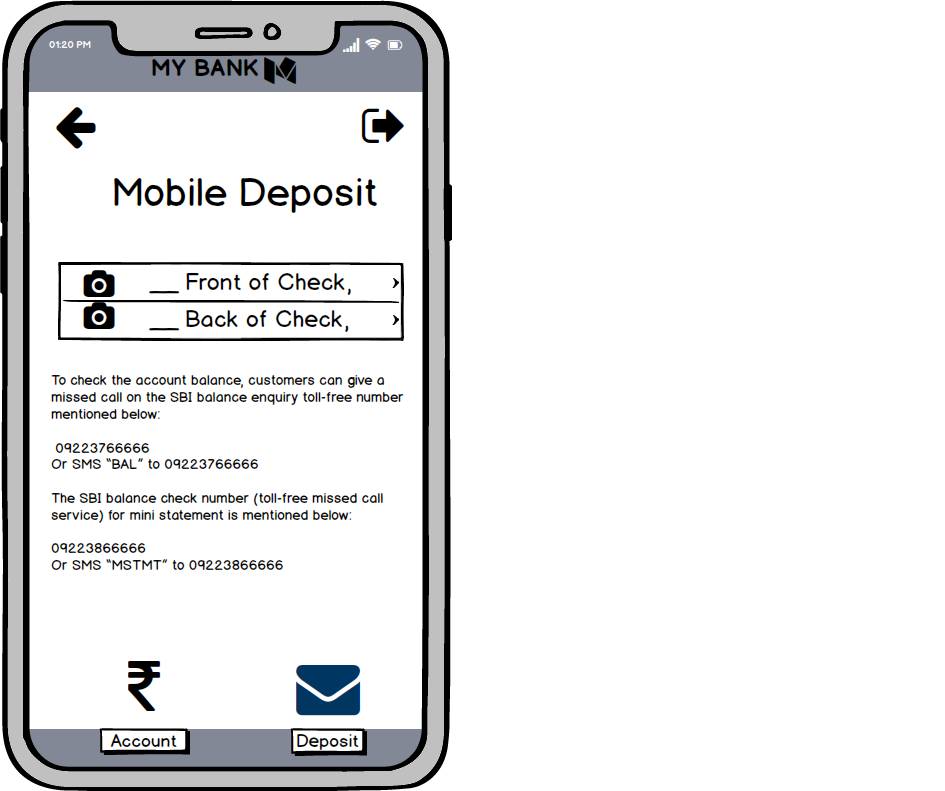 01:20 PM
MY BANK
Mobile Deposit
__ Front of Check,
__ Back of Check,
To check the account balance, customers can give a
missed call on the SBI balance enquiry toll-free number
mentioned below:
09223766666
Or SMS “BAL” to 09223766666
The SBI balance check number (toll-free missed call
service) for mini statement is mentioned below:
09223866666
Or SMS “MSTMT” to 09223866666
₹
Account
Deposit